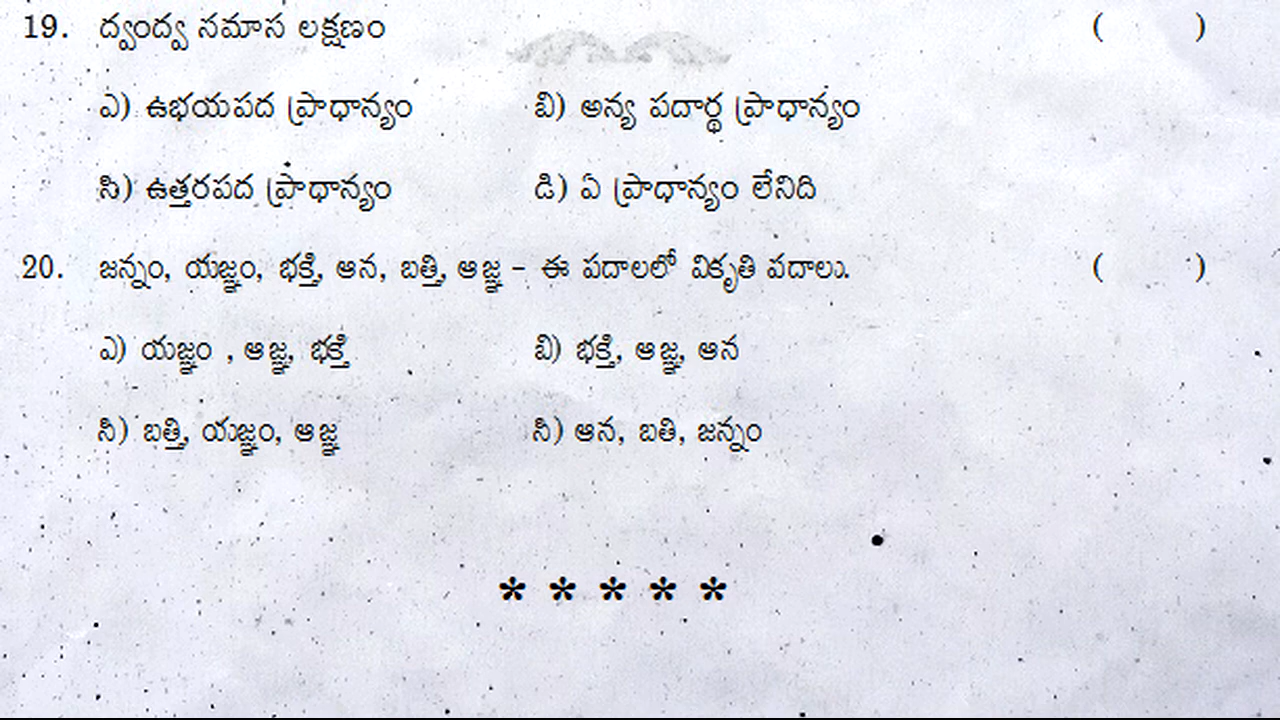 19. ద్వంద్వ సమాస లక్షణం ( )
ఎ) ఉభయపద ప్రాధాన్యం బి) అన్య పదార్థ ప్రాధాన్యం
సి) ఉత్తరపద ప్రాధాన్యం డి) ఏ ప్రాధాన్యం లేనిది
20. జన్నం, యజ్ఞం, భక్తి, ఆన, బత్తి, ఆజ్ఞ - ఈ పదాలలో వికృతి పదాలు. ( )
ఎ) యజ్ఞం , ఆజ్ఞ, భక్తి బి) భక్తి, ఆజ్ఞ, ఆన
సి) బత్తి, యజ్ఞం, ఆజ్ఞ సి) ఆన, బతి, జన్నం
* * * * *